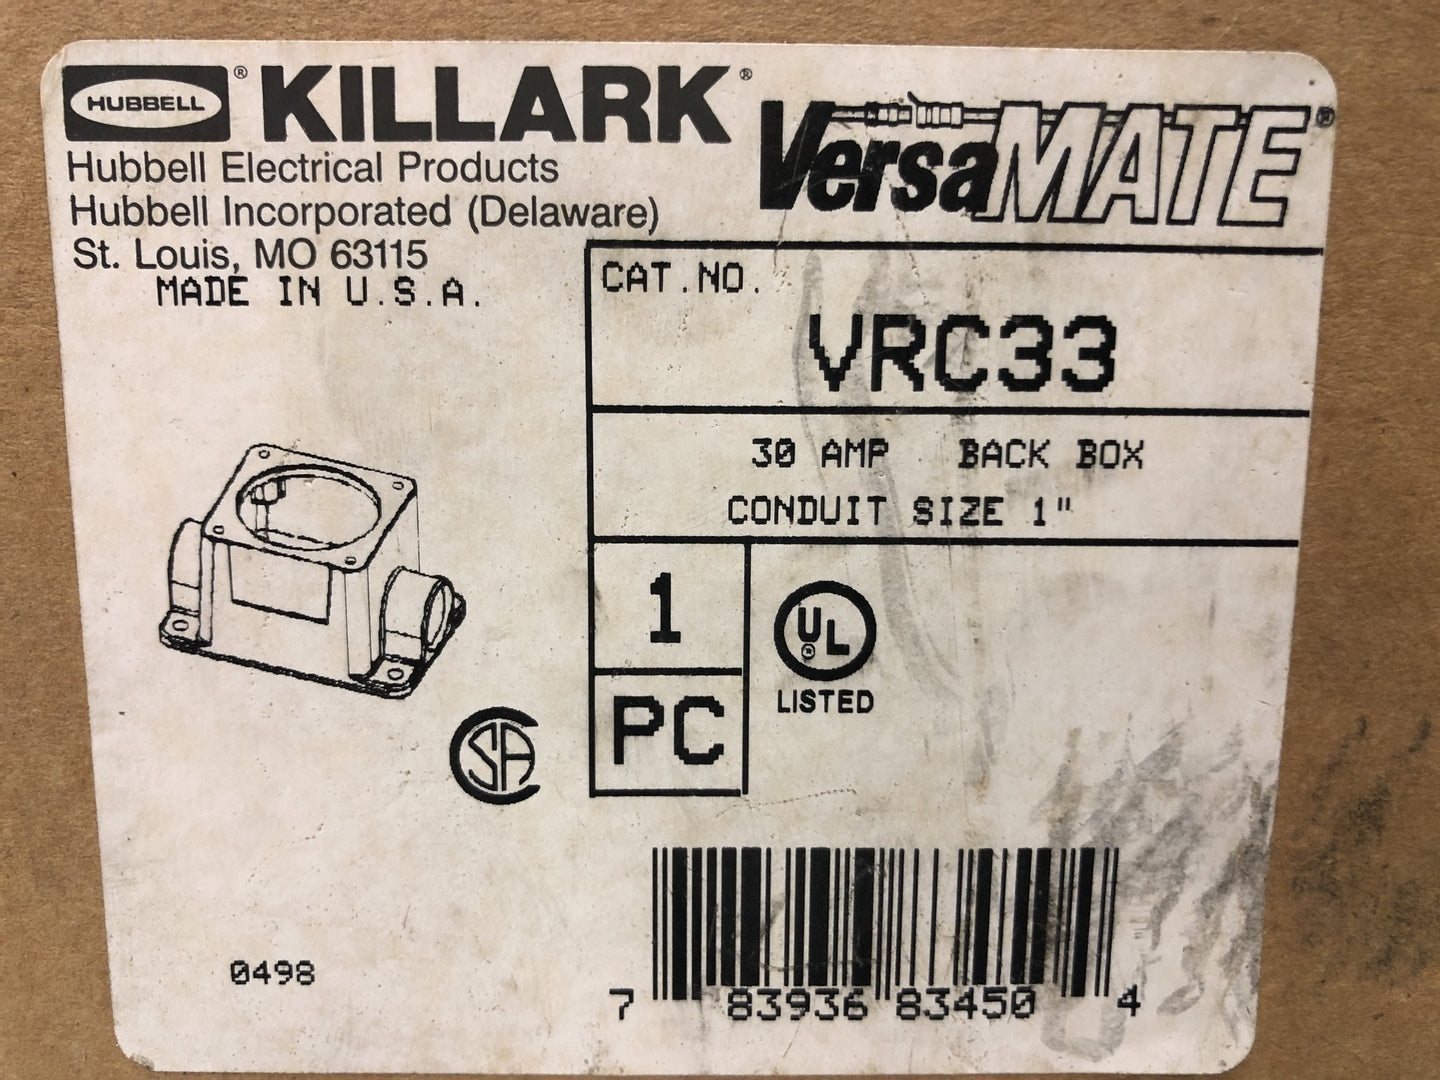 HUBBELL® KILLARK®
VersaMATE®
Hubbell Electrical Products
Hubbell Incorporated (Delaware)
St. Louis, MO 63115
MADE IN U.S.A.
CAT.NO.
VRC33
30 AMP BACK BOX
CONDUIT SIZE 1"
1
PC
UL®
LISTED
CSA
0498
7 83936 83450 4